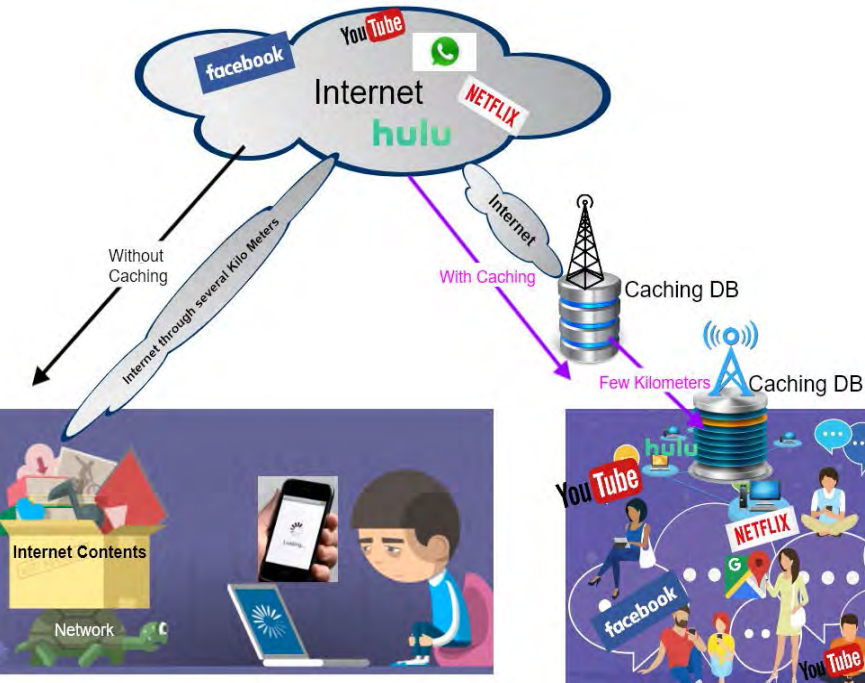 YouTube
facebook
Internet
NETFLIX
hulu
Internet
Without
Caching
Internet through several Kilo Meters
With Caching
Caching DB
Few Kilometers
Caching DB
hulu
YouTube
Internet Contents
Loading...
NETFLIX
G
facebook
Network
YouTube